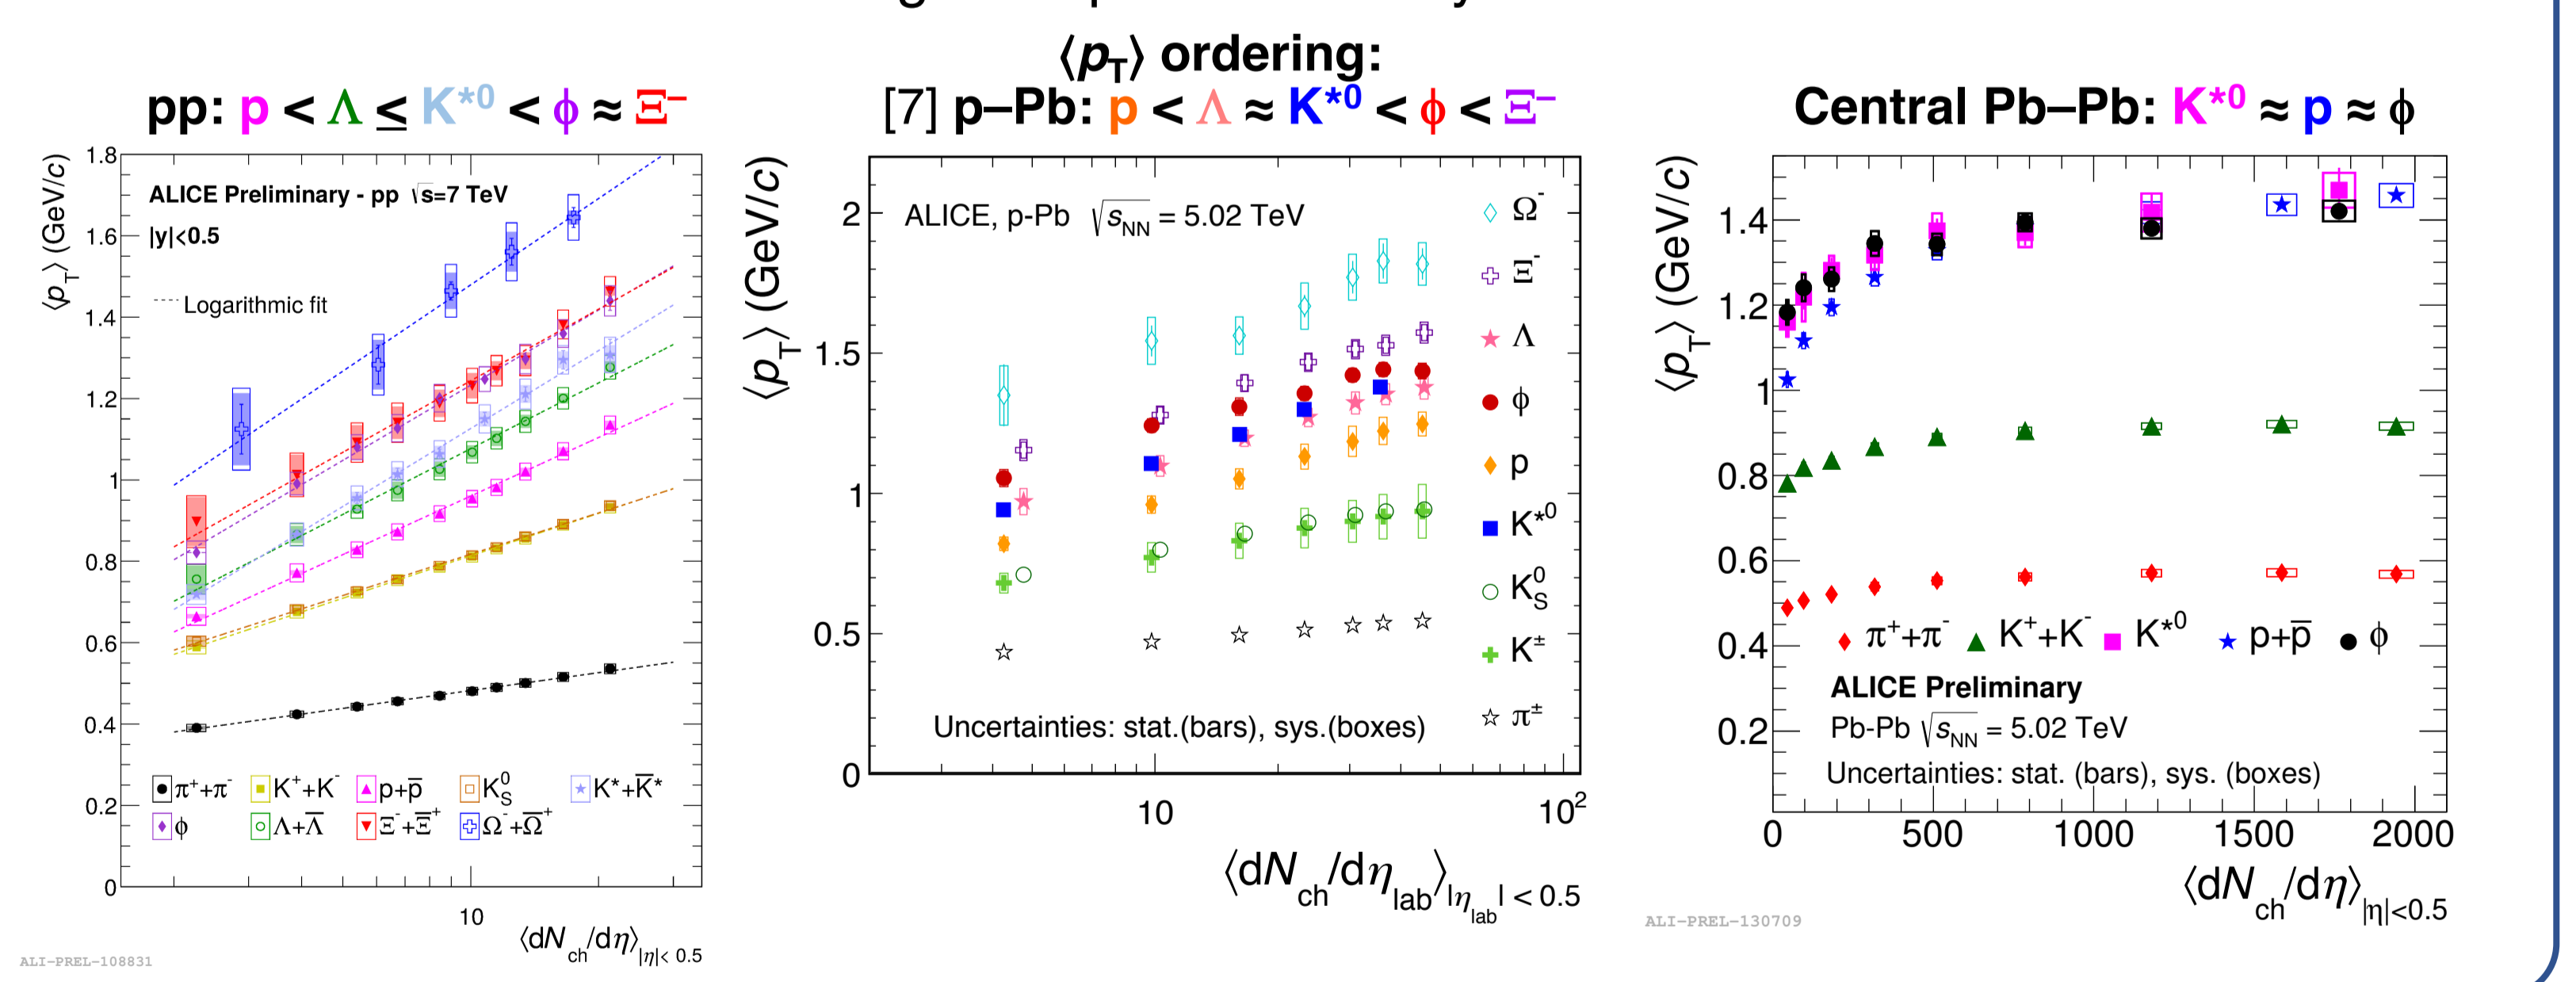 ⟨pT⟩ ordering:
pp: p < Λ ≤ K*0 < ϕ ≈ Ξ−
[7] p–Pb: p < Λ ≈ K*0 < ϕ < Ξ−
Central Pb–Pb: K*0 ≈ p ≈ ϕ
⟨pT⟩ (GeV/c)
1.8
1.6
1.4
1.2
1
0.8
0.6
0.4
0.2
0
ALICE Preliminary - pp √s=7 TeV
|y|<0.5
Logarithmic fit
π++π- K++K- p+p̅ K0S K*+K̅*
ϕ Λ+Λ̅ Ξ-+Ξ̅+ Ω-+Ω̅+
10
⟨dNch/dη⟩|η|< 0.5
ALI-PREL-108831
⟨pT⟩ (GeV/c)
2
1.5
1
0.5
0
ALICE, p-Pb √sNN = 5.02 TeV
Ω-
Ξ-
Λ
ϕ
p
K*0
K0S
K±
π±
Uncertainties: stat.(bars), sys.(boxes)
10 102
⟨dNch/dηlab⟩|ηlab| < 0.5
⟨pT⟩ (GeV/c)
1.4
1.2
1
0.8
0.6
0.4
0.2
π++π- K++K- K*0 p+p̅ ϕ
ALICE Preliminary
Pb-Pb √sNN = 5.02 TeV
Uncertainties: stat. (bars), sys. (boxes)
0 500 1000 1500 2000
⟨dNch/dη⟩|η|<0.5
ALI-PREL-130709